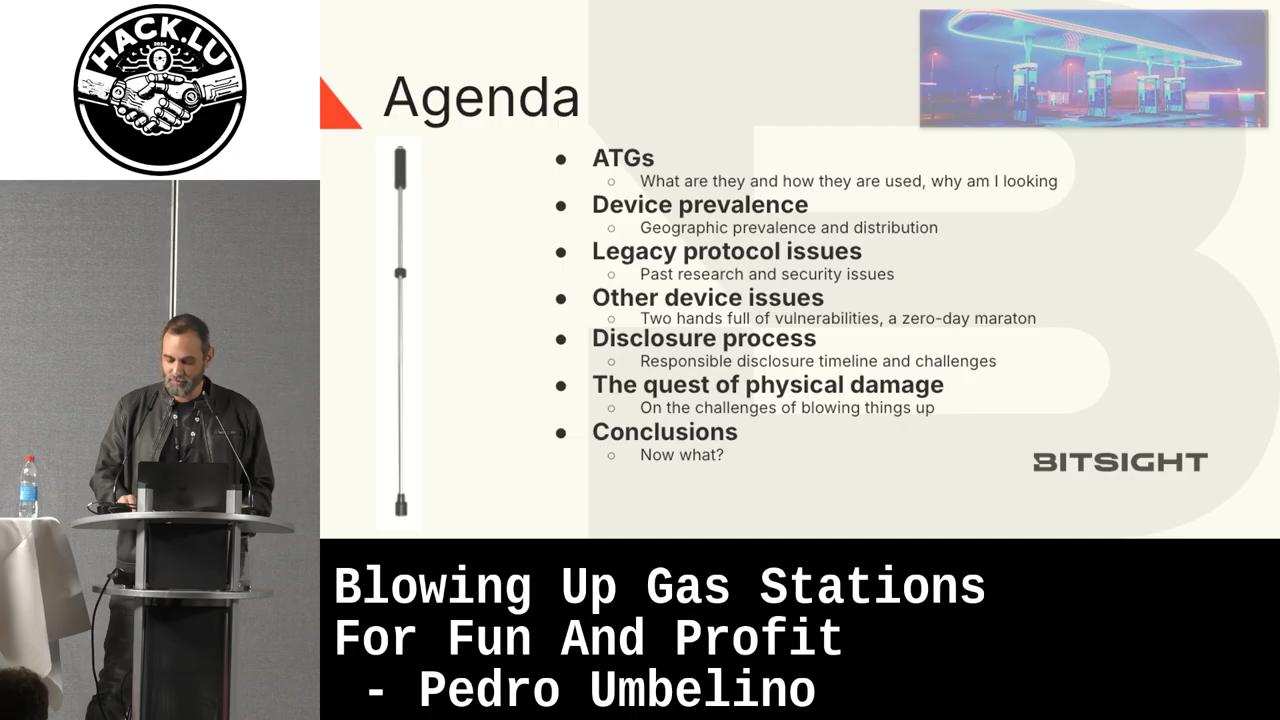 HACK.LU
2024
Agenda
● ATGs
○ What are they and how they are used, why am I looking
● Device prevalence
○ Geographic prevalence and distribution
● Legacy protocol issues
○ Past research and security issues
● Other device issues
○ Two hands full of vulnerabilities, a zero-day maraton
● Disclosure process
○ Responsible disclosure timeline and challenges
● The quest of physical damage
○ On the challenges of blowing things up
● Conclusions
○ Now what?
BITSIGHT
Blowing Up Gas Stations
For Fun And Profit
- Pedro Umbelino